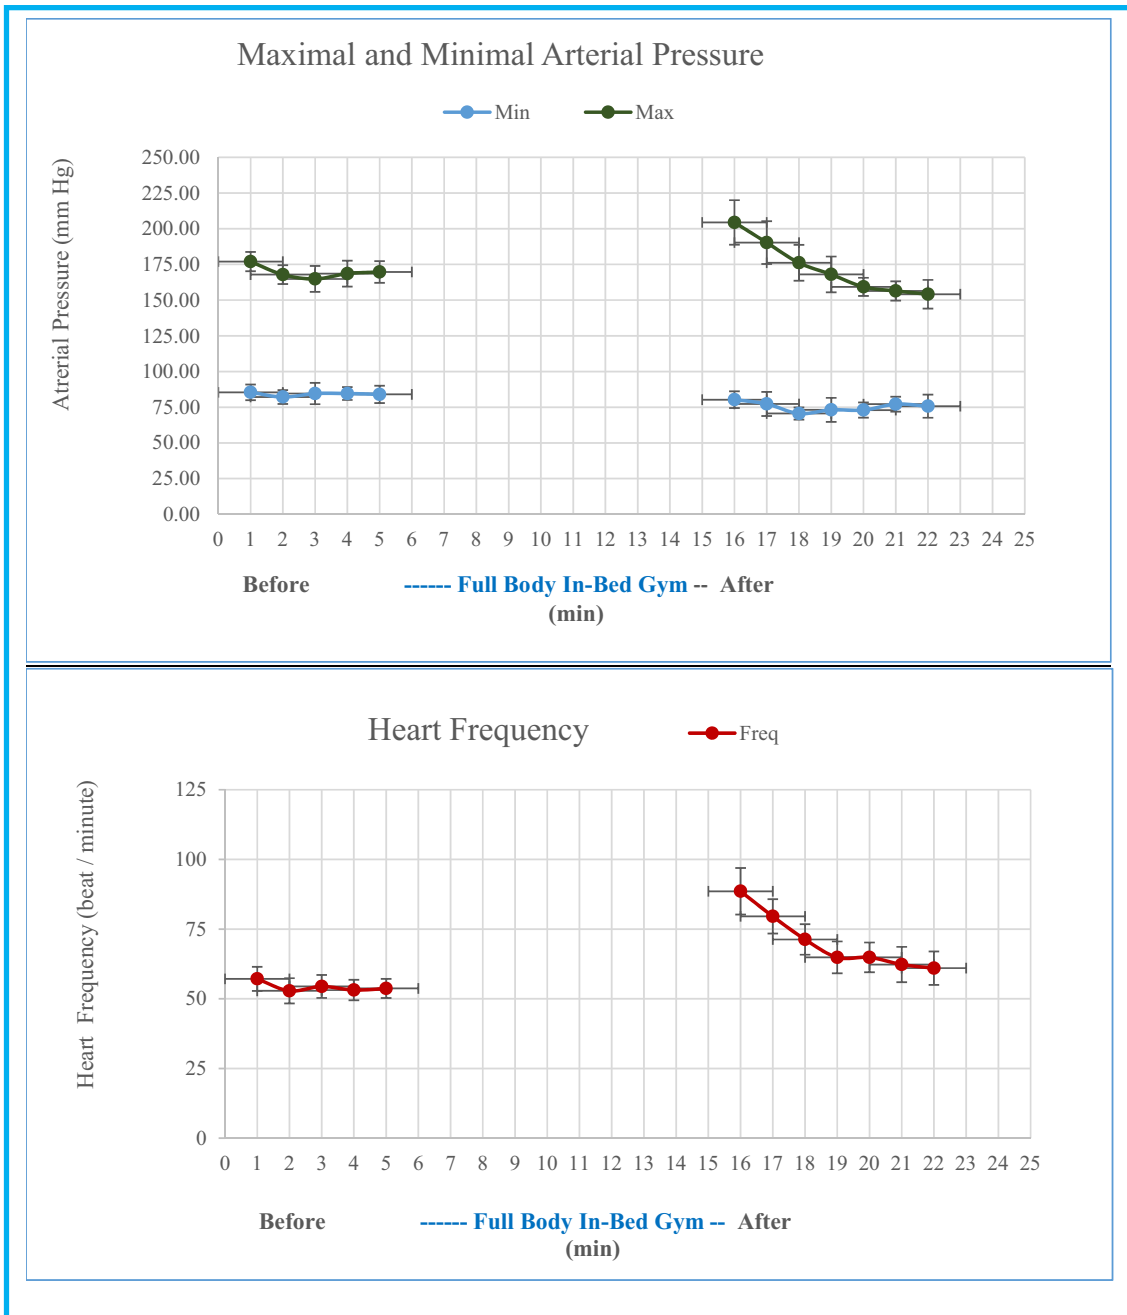 Maximal and Minimal Arterial Pressure
Min Max
Atrerial Pressure (mm Hg)
250.00
225.00
200.00
175.00
150.00
125.00
100.00
75.00
50.00
25.00
0.00
0 1 2 3 4 5 6 7 8 9 10 11 12 13 14 15 16 17 18 19 20 21 22 23 24 25
Before ------ Full Body In-Bed Gym -- After
(min)
Heart Frequency
Freq
Heart Frequency (beat / minute)
125
100
75
50
25
0
0 1 2 3 4 5 6 7 8 9 10 11 12 13 14 15 16 17 18 19 20 21 22 23 24 25
Before ------ Full Body In-Bed Gym -- After
(min)